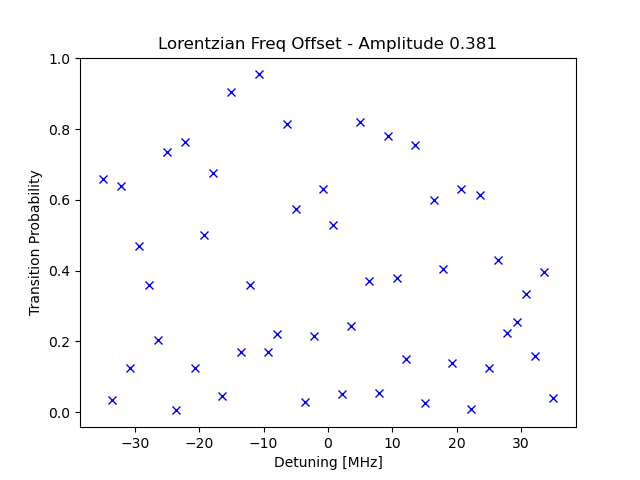 Lorentzian Freq Offset - Amplitude 0.381
1.0
0.8
0.6
0.4
0.2
0.0
Transition Probability
−30 −20 −10 0 10 20 30
Detuning [MHz]